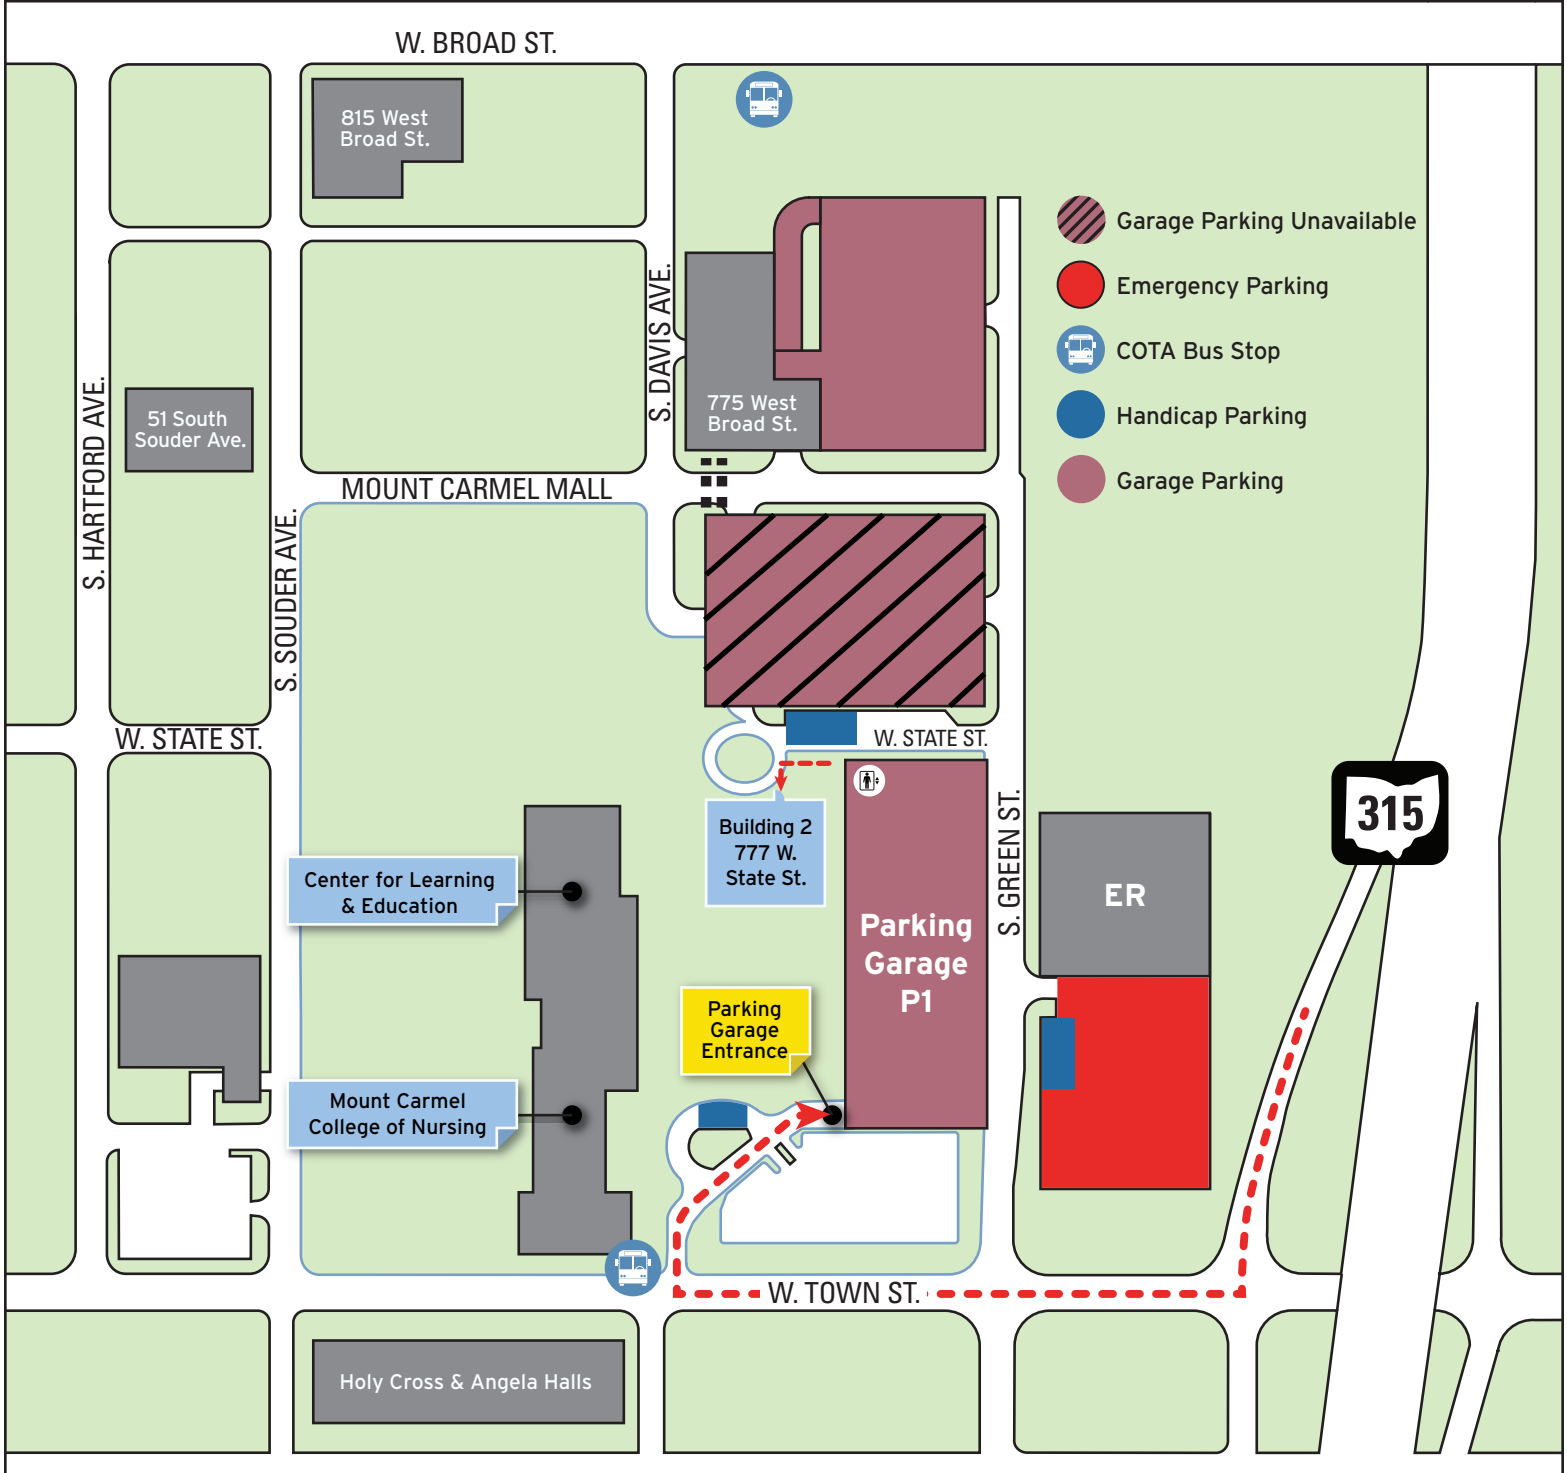 W. BROAD ST.
815 West
Broad St.
Garage Parking Unavailable
Emergency Parking
COTA Bus Stop
Handicap Parking
Garage Parking
S. DAVIS AVE.
775 West
Broad St.
S. HARTFORD AVE.
51 South
Souder Ave.
MOUNT CARMEL MALL
S. SOUDER AVE.
W. STATE ST.
W. STATE ST.
Building 2
777 W.
State St.
S. GREEN ST.
315
ER
Center for Learning
& Education
Parking
Garage
P1
Parking
Garage
Entrance
Mount Carmel
College of Nursing
W. TOWN ST.
Holy Cross & Angela Halls